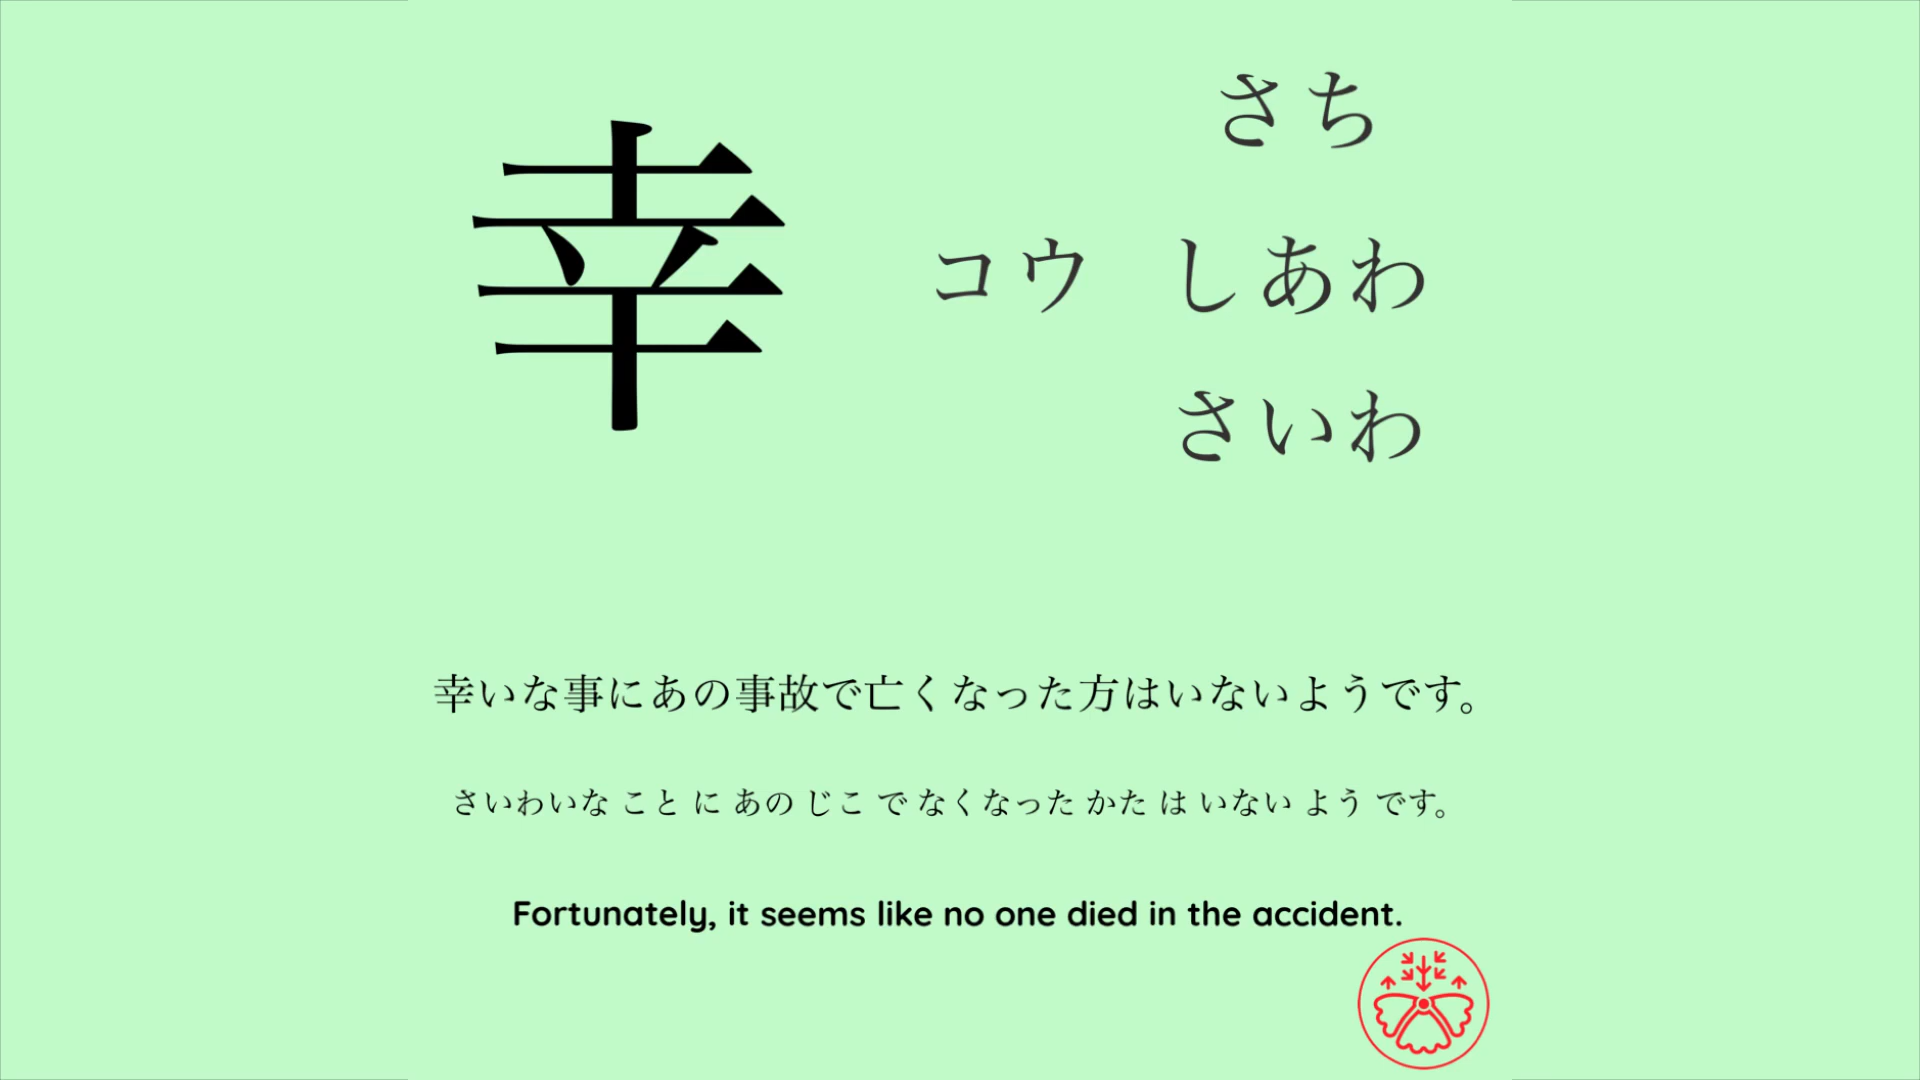 幸
さち
コウ しあわ
さいわ
幸いな事にあの事故で亡くなった方はいないようです。
さいわいな こと に あの じこ で なくなった かた は いない よう です。
Fortunately, it seems like no one died in the accident.